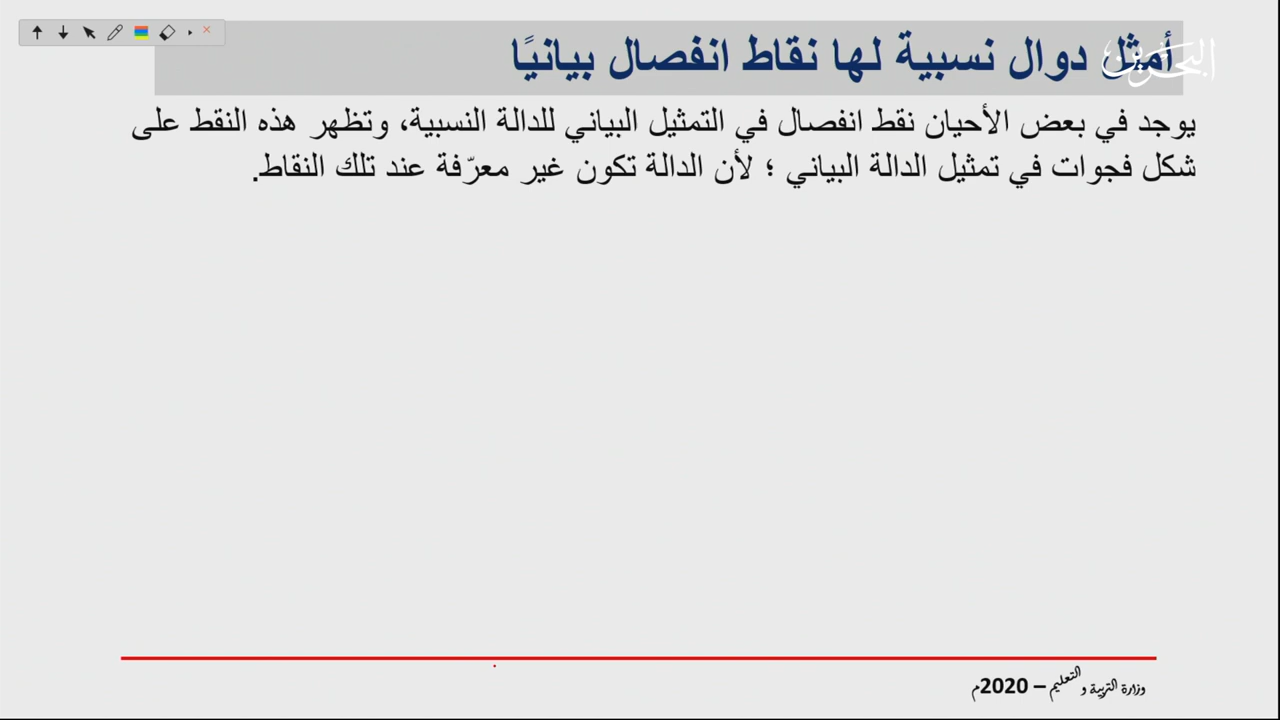 أمثل دوال نسبية لها نقاط انفصال بيانيًا
البحرين
يوجد في بعض الأحيان نقط انفصال في التمثيل البياني للدالة النسبية، وتظهر هذه النقط على
شكل فجوات في تمثيل الدالة البياني ؛ لأن الدالة تكون غير معرّفة عند تلك النقاط.
وزارة التربية و التعليم – 2020م